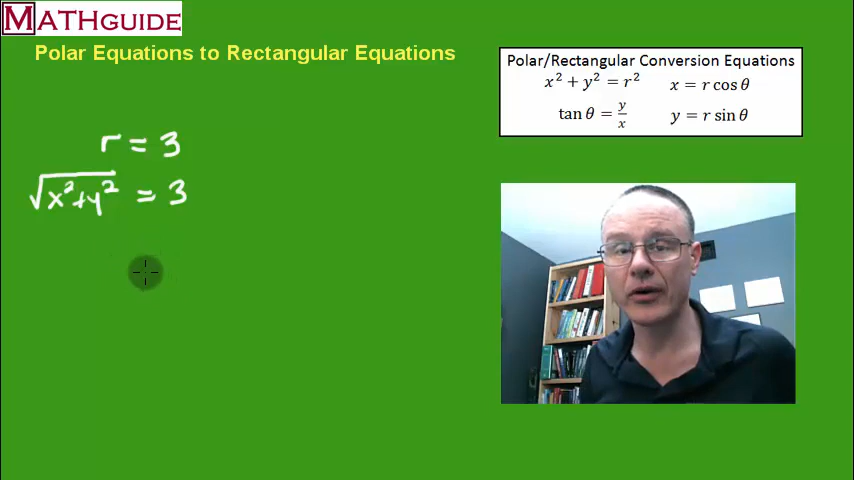 MATHGUIDE
Polar Equations to Rectangular Equations
Polar/Rectangular Conversion Equations
x² + y² = r² x = r cos θ
tan θ = y/x y = r sin θ
r = 3
√x²+y² = 3